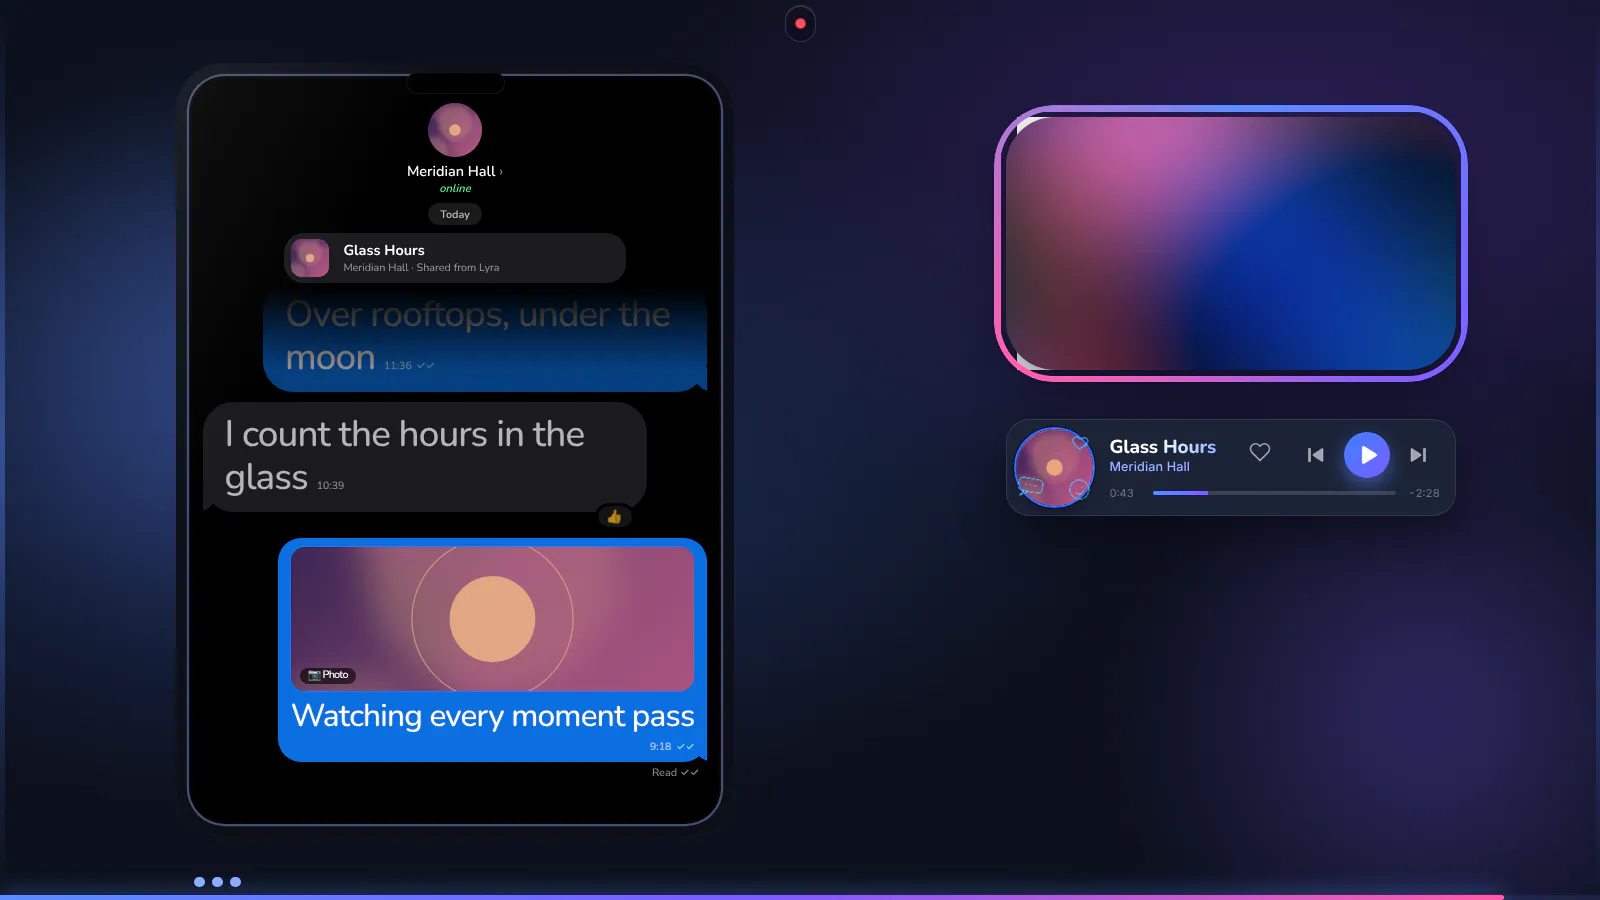 Meridian Hall ›
online
Today
Glass Hours
Meridian Hall · Shared from Lyra
Over rooftops, under the
moon 11:36
I count the hours in the
glass 10:39
Photo
Watching every moment pass
9:18
Read
Glass Hours
Meridian Hall
0:43
-2:28